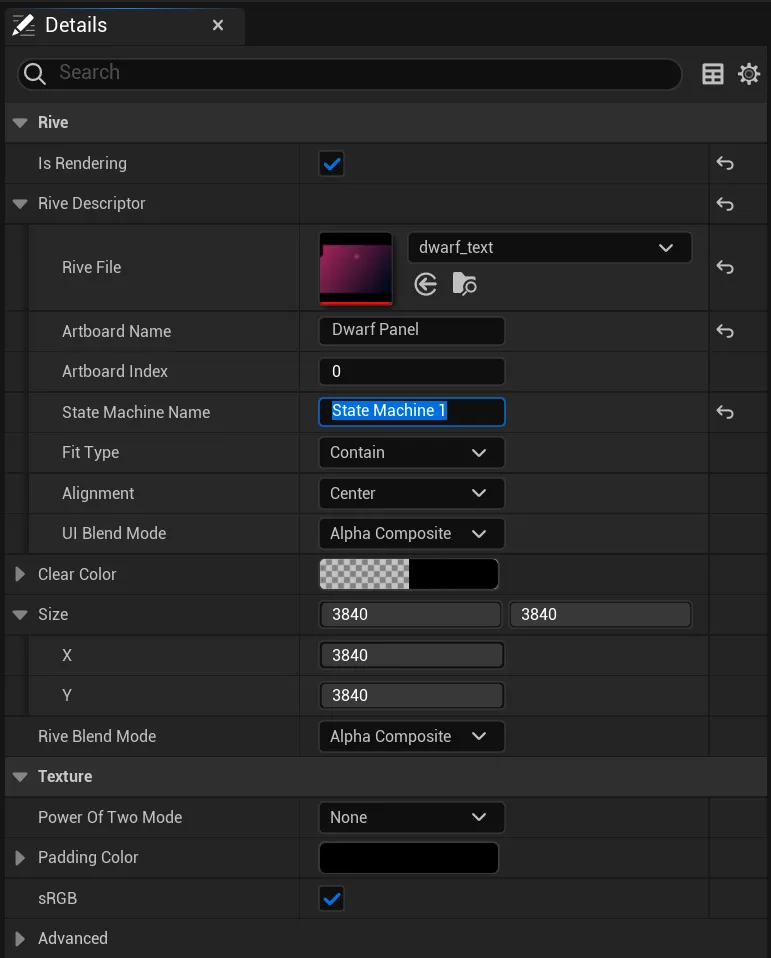 Details
Search
Rive
Is Rendering
Rive Descriptor
Rive File dwarf_text
Artboard Name Dwarf Panel
Artboard Index 0
State Machine Name State Machine 1
Fit Type Contain
Alignment Center
UI Blend Mode Alpha Composite
Clear Color
Size 3840 3840
X 3840
Y 3840
Rive Blend Mode Alpha Composite
Texture
Power Of Two Mode None
Padding Color
sRGB
Advanced